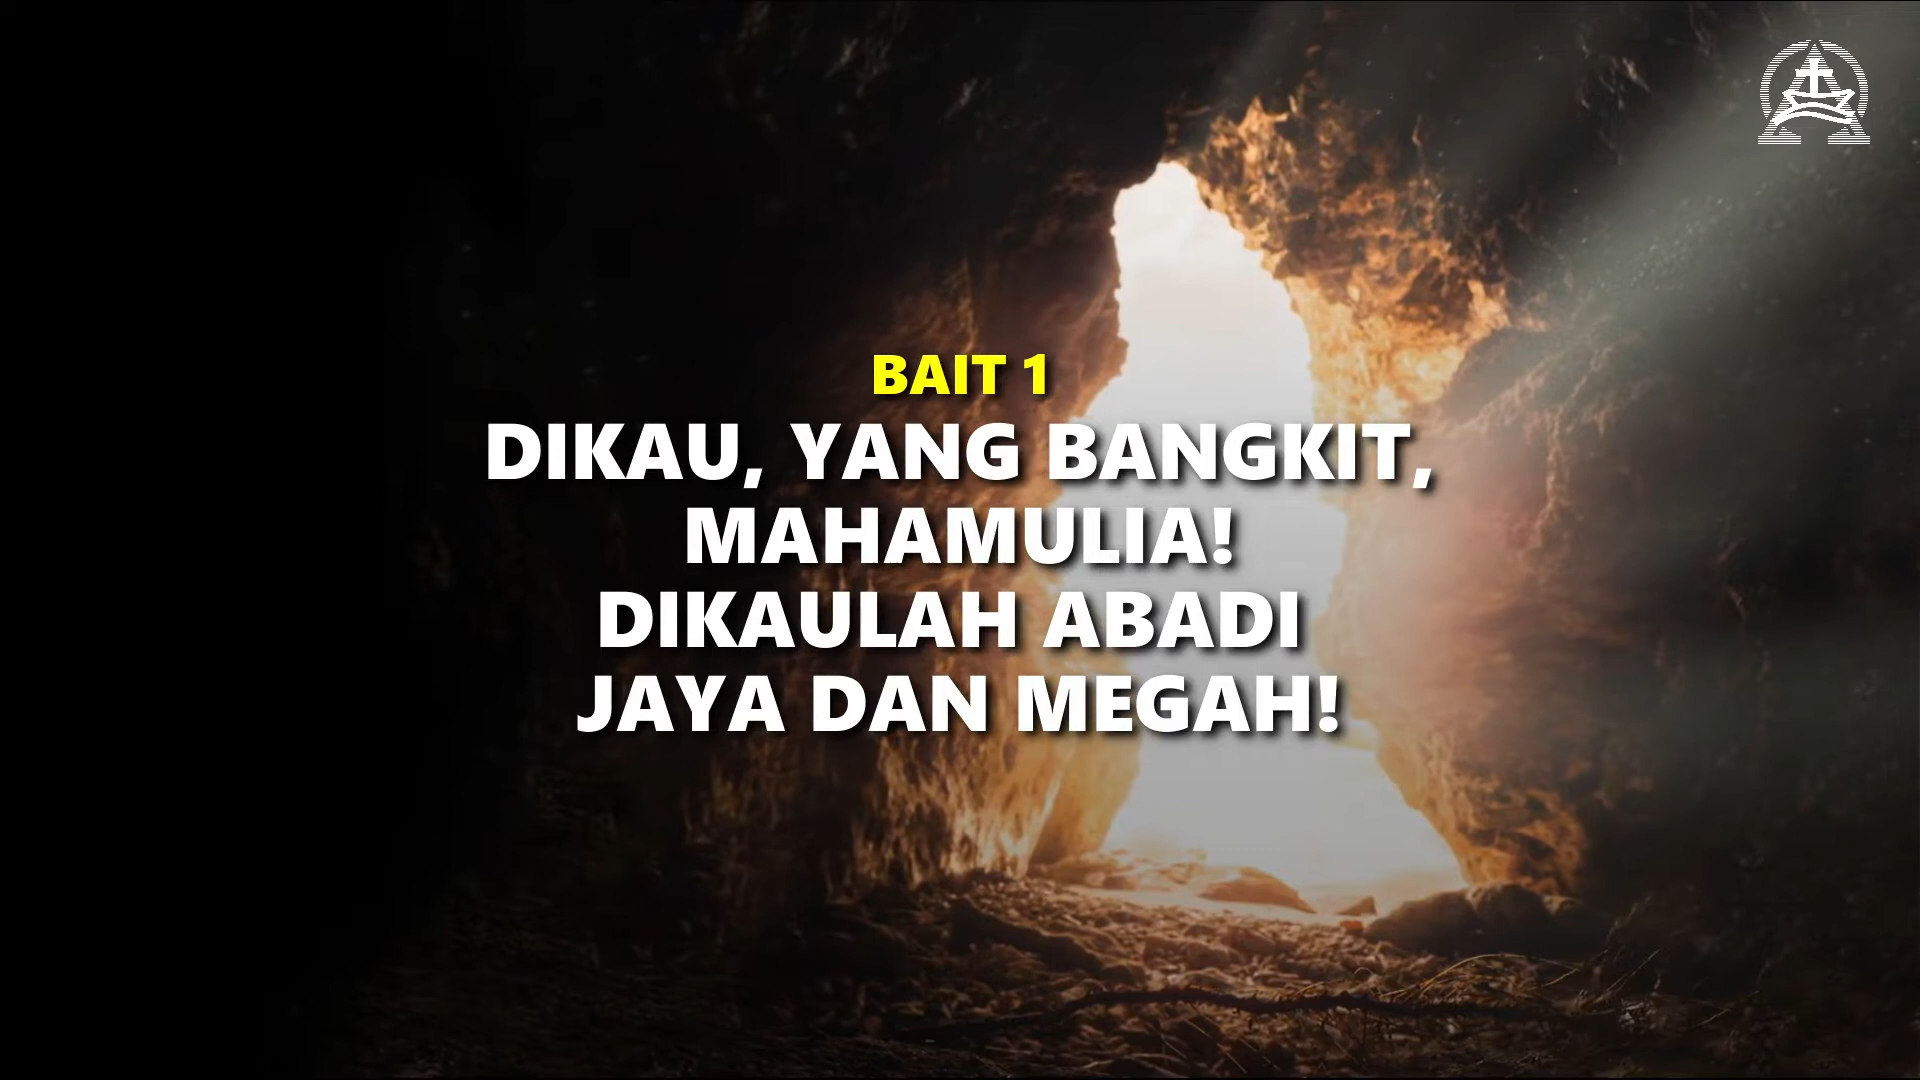 BAIT 1
DIKAU, YANG BANGKIT,
MAHAMULIA!
DIKAULAH ABADI
JAYA DAN MEGAH!